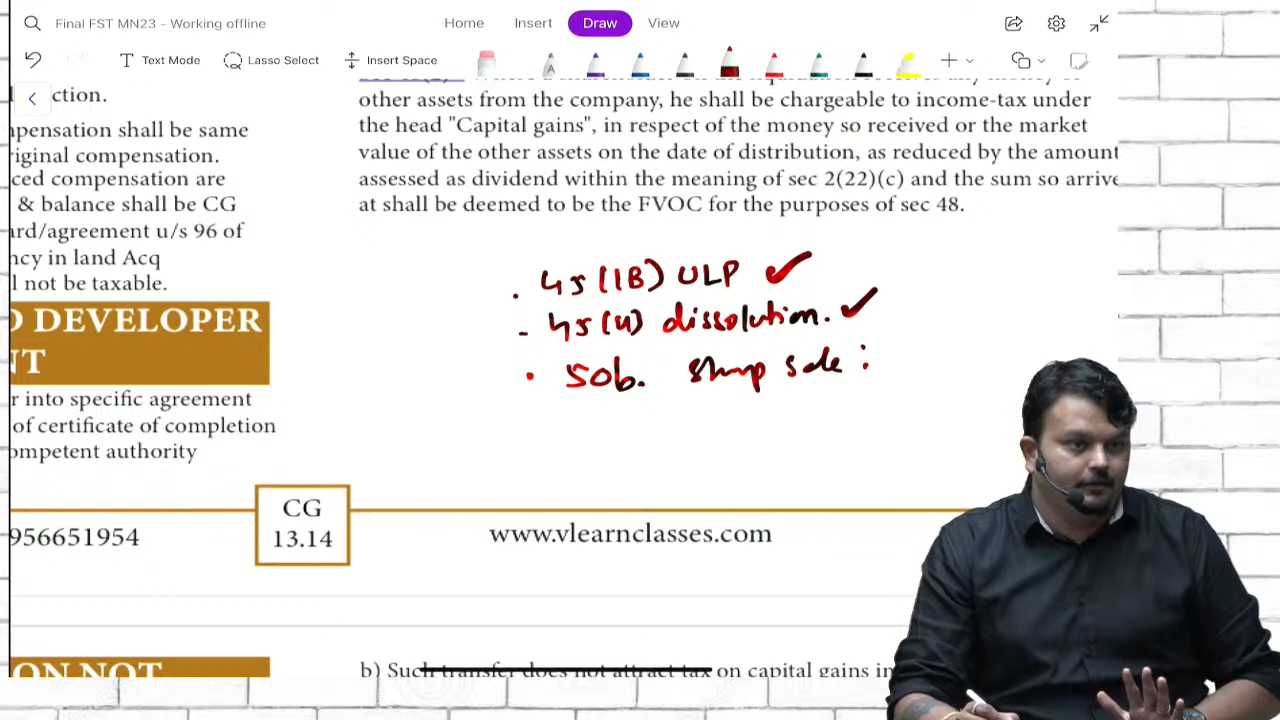 Final FST MN23 - Working offline
Home Insert Draw View
Text Mode Lasso Select Insert Space
ction.
mpensation shall be same
riginal compensation.
ced compensation are
& balance shall be CG
ard/agreement u/s 96 of
ncy in land Acq
l not be taxable.
D DEVELOPER
NT
r into specific agreement
of certificate of completion
ompetent authority
956651954
CG
13.14
other assets from the company, he shall be chargeable to income-tax under
the head "Capital gains", in respect of the money so received or the market
value of the other assets on the date of distribution, as reduced by the amount
assessed as dividend within the meaning of sec 2(22)(c) and the sum so arrive
at shall be deemed to be the FVOC for the purposes of sec 48.
. 45(1B) ULP ✓
- 45(4) dissolution. ✓
• 50b. slump sale :
www.vlearnclasses.com
ON NOT
b) Such transfer does not attract tax on capital gains in